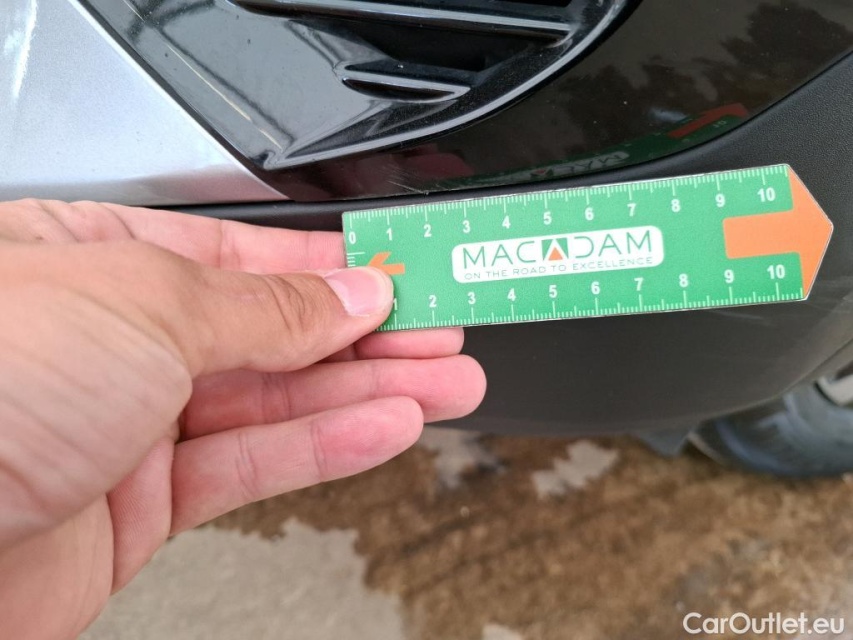 0 1 2 3 4 5 6 7 8 9 10
MACADAM
ON THE ROAD TO EXCELLENCE
1 2 3 4 5 6 7 8 9 10
CarOutlet.eu